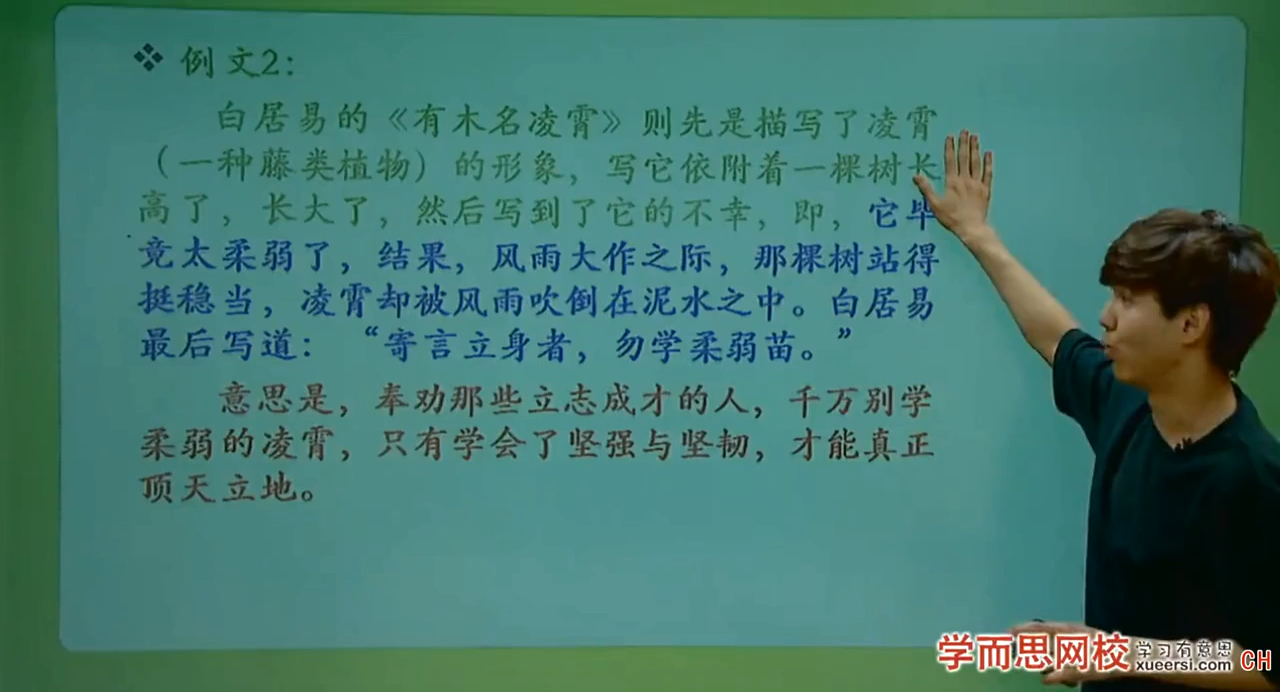 ❖ 例文2：
白居易的《有木名凌霄》则先是描写了凌霄
（一种藤类植物）的形象，写它依附着一棵树长
高了，长大了，然后写到了它的不幸，即，它毕
竟太柔弱了，结果，风雨大作之际，那棵树站得
挺稳当，凌霄却被风雨吹倒在泥水之中。白居易
最后写道：“寄言立身者，勿学柔弱苗。”
意思是，奉劝那些立志成才的人，千万别学
柔弱的凌霄，只有学会了坚强与坚韧，才能真正
顶天立地。
学而思网校 学习有意思
xueersi.com CH